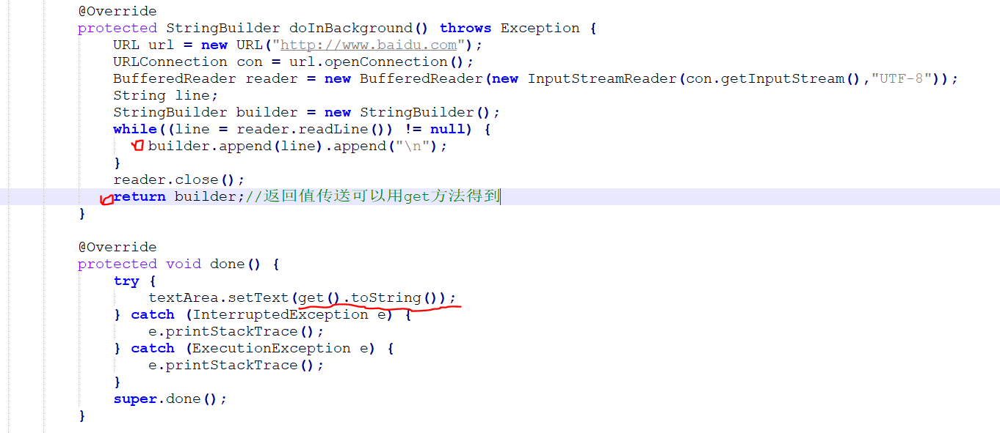 @Override
protected StringBuilder doInBackground() throws Exception {
URL url = new URL("http://www.baidu.com");
URLConnection con = url.openConnection();
BufferedReader reader = new BufferedReader(new InputStreamReader(con.getInputStream(),"UTF-8"));
String line;
StringBuilder builder = new StringBuilder();
while((line = reader.readLine()) != null) {
builder.append(line).append("\n");
}
reader.close();
return builder;//返回值传送可以用get方法得到
}
@Override
protected void done() {
try {
textArea.setText(get().toString());
} catch (InterruptedException e) {
e.printStackTrace();
} catch (ExecutionException e) {
e.printStackTrace();
}
super.done();
}